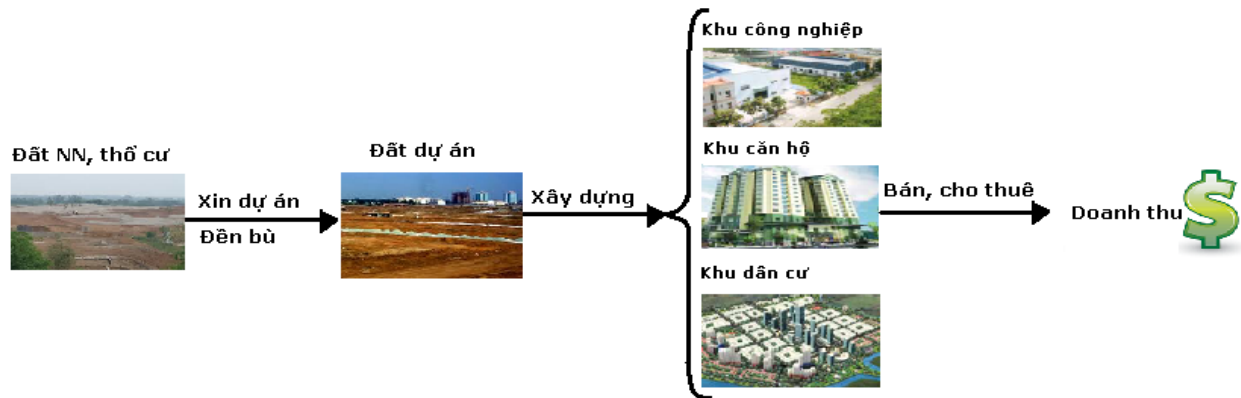 Đất NN, thổ cư
Xin dự án
Đền bù
Đất dự án
Xây dựng
Khu công nghiệp
Khu căn hộ
Khu dân cư
Bán, cho thuê
Doanh thu
$